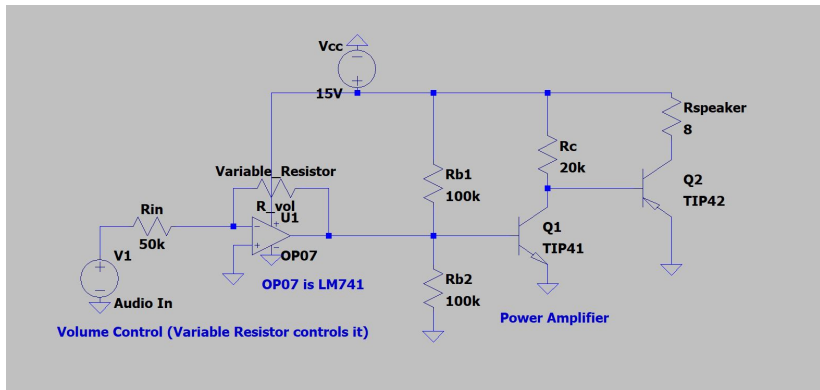 Vcc
15V
Rspeaker
8
Rc
20k
Variable_Resistor
Rb1
100k
Q2
TIP42
R_vol
U1
Rin
50k
Q1
TIP41
V1
OP07
OP07 is LM741
Rb2
100k
Audio In
Power Amplifier
Volume Control (Variable Resistor controls it)